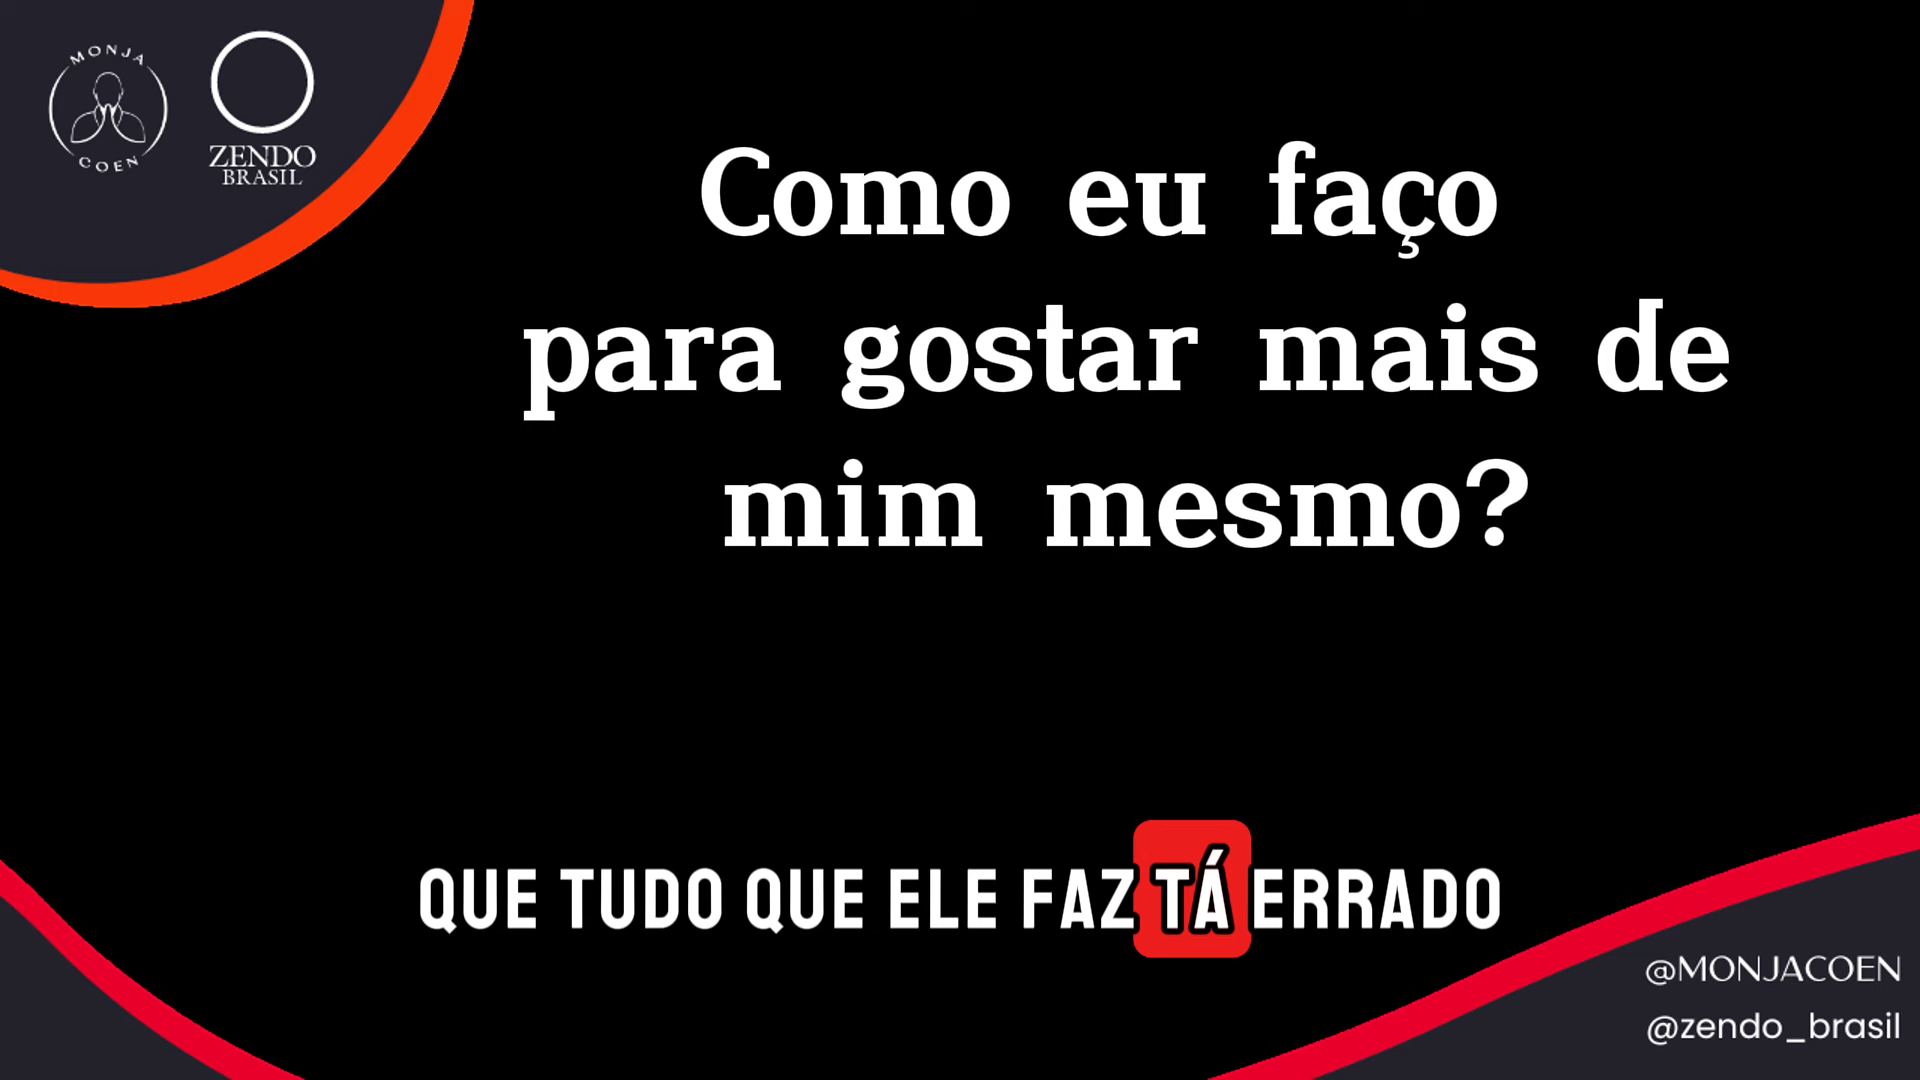 MONJA
COEN
ZENDO
BRASIL
Como eu faço
para gostar mais de
mim mesmo?
QUE TUDO QUE ELE FAZ TÁ ERRADO
@MONJACOEN
@zendo_brasil